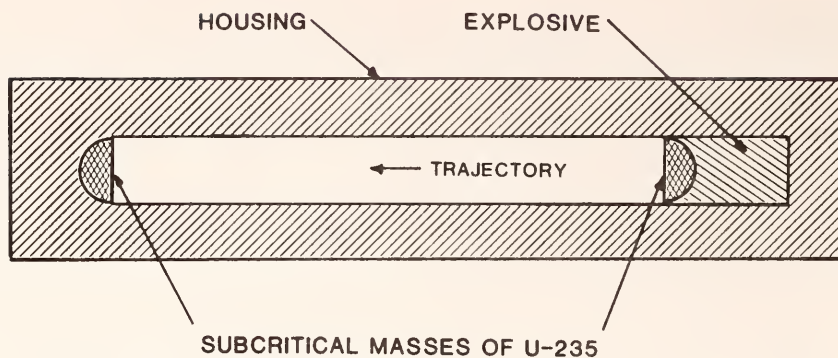 HOUSING
EXPLOSIVE
TRAJECTORY
SUBCRITICAL MASSES OF U-235